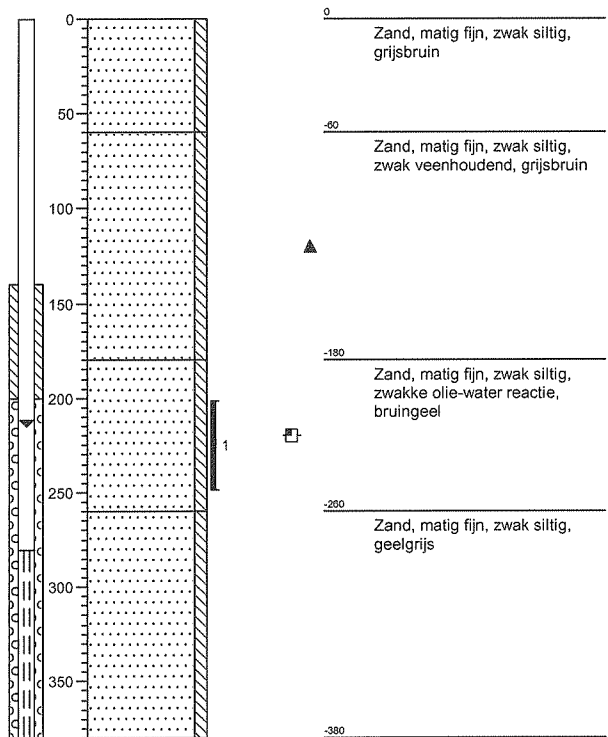 0
50
100
150
200
250
300
350
1
0
Zand, matig fijn, zwak siltig,
grijsbruin
-60
Zand, matig fijn, zwak siltig,
zwak veenhoudend, grijsbruin
-180
Zand, matig fijn, zwak siltig,
zwakke olie-water reactie,
bruingeel
-260
Zand, matig fijn, zwak siltig,
geelgrijs
-380